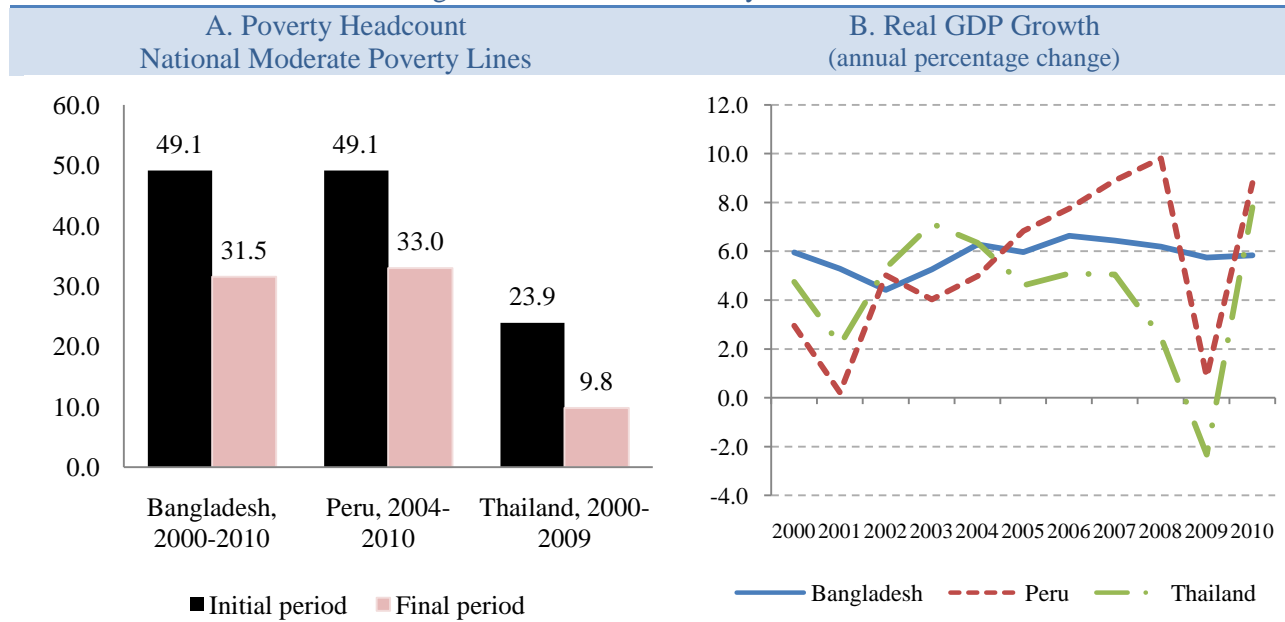 A. Poverty Headcount
National Moderate Poverty Lines
B. Real GDP Growth
(annual percentage change)
60.0
50.0
40.0
30.0
20.0
10.0
0.0
49.1
31.5
49.1
33.0
23.9
9.8
Bangladesh,
2000-2010
Peru, 2004-
2010
Thailand, 2000-
2009
Initial period
Final period
12.0
10.0
8.0
6.0
4.0
2.0
0.0
-2.0
-4.0
2000 2001 2002 2003 2004 2005 2006 2007 2008 2009 2010
Bangladesh
Peru
Thailand